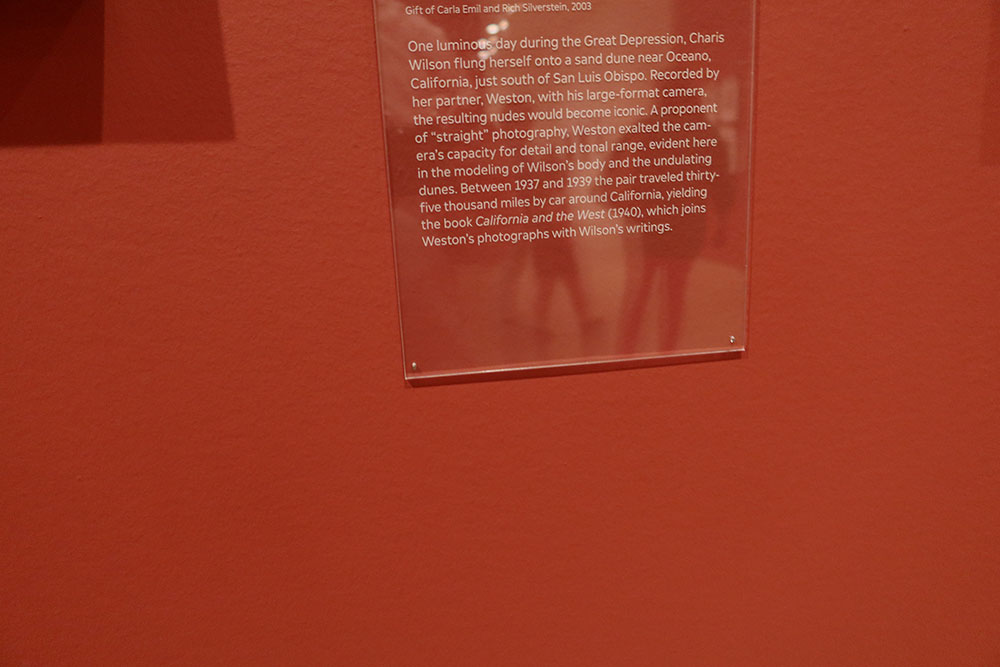 Gift of Carla Emil and Rich Silverstein, 2003
One luminous day during the Great Depression, Charis
Wilson flung herself onto a sand dune near Oceano,
California, just south of San Luis Obispo. Recorded by
her partner, Weston, with his large-format camera,
the resulting nudes would become iconic. A proponent
of “straight” photography, Weston exalted the cam-
era’s capacity for detail and tonal range, evident here
in the modeling of Wilson’s body and the undulating
dunes. Between 1937 and 1939 the pair traveled thirty-
five thousand miles by car around California, yielding
the book California and the West (1940), which joins
Weston’s photographs with Wilson’s writings.